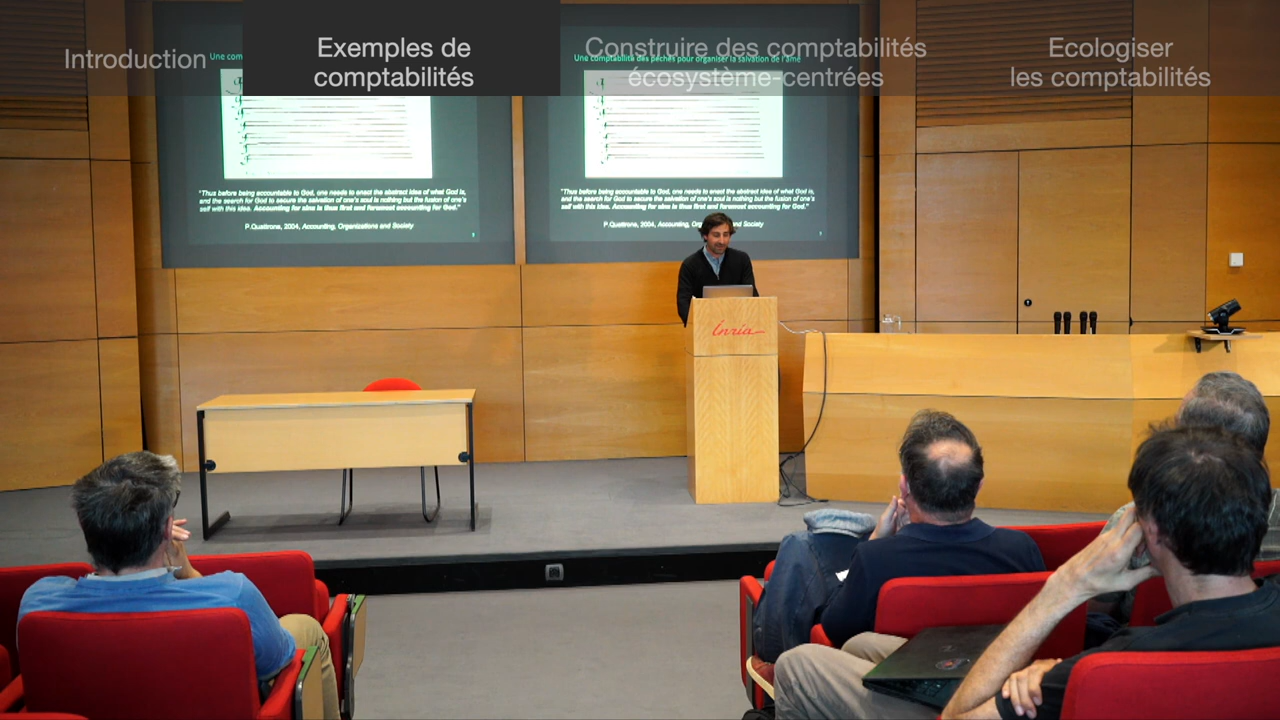 Introduction
Exemples de
comptabilités
Construire des comptabilités
écosystème-centrées
Ecologiser
les comptabilités
Une com
Une comptabilité des péchés pour organiser la salvation de l'âme
"Thus before being accountable to God, one needs to enact the abstract idea of what God is,
and the search for God to secure the salvation of one's soul is nothing but the fusion of one's
self with this idea. Accounting for sins is thus first and foremost accounting for God."
P.Quattrone, 2004, Accounting, Organizations and Society
9
"Thus before being accountable to God, one needs to enact the abstract idea of what God is,
and the search for God to secure the salvation of one's soul is nothing but the fusion of one's
self with this idea. Accounting for sins is thus first and foremost accounting for God."
P.Quattrone, 2004, Accounting, Org and Society
Inria